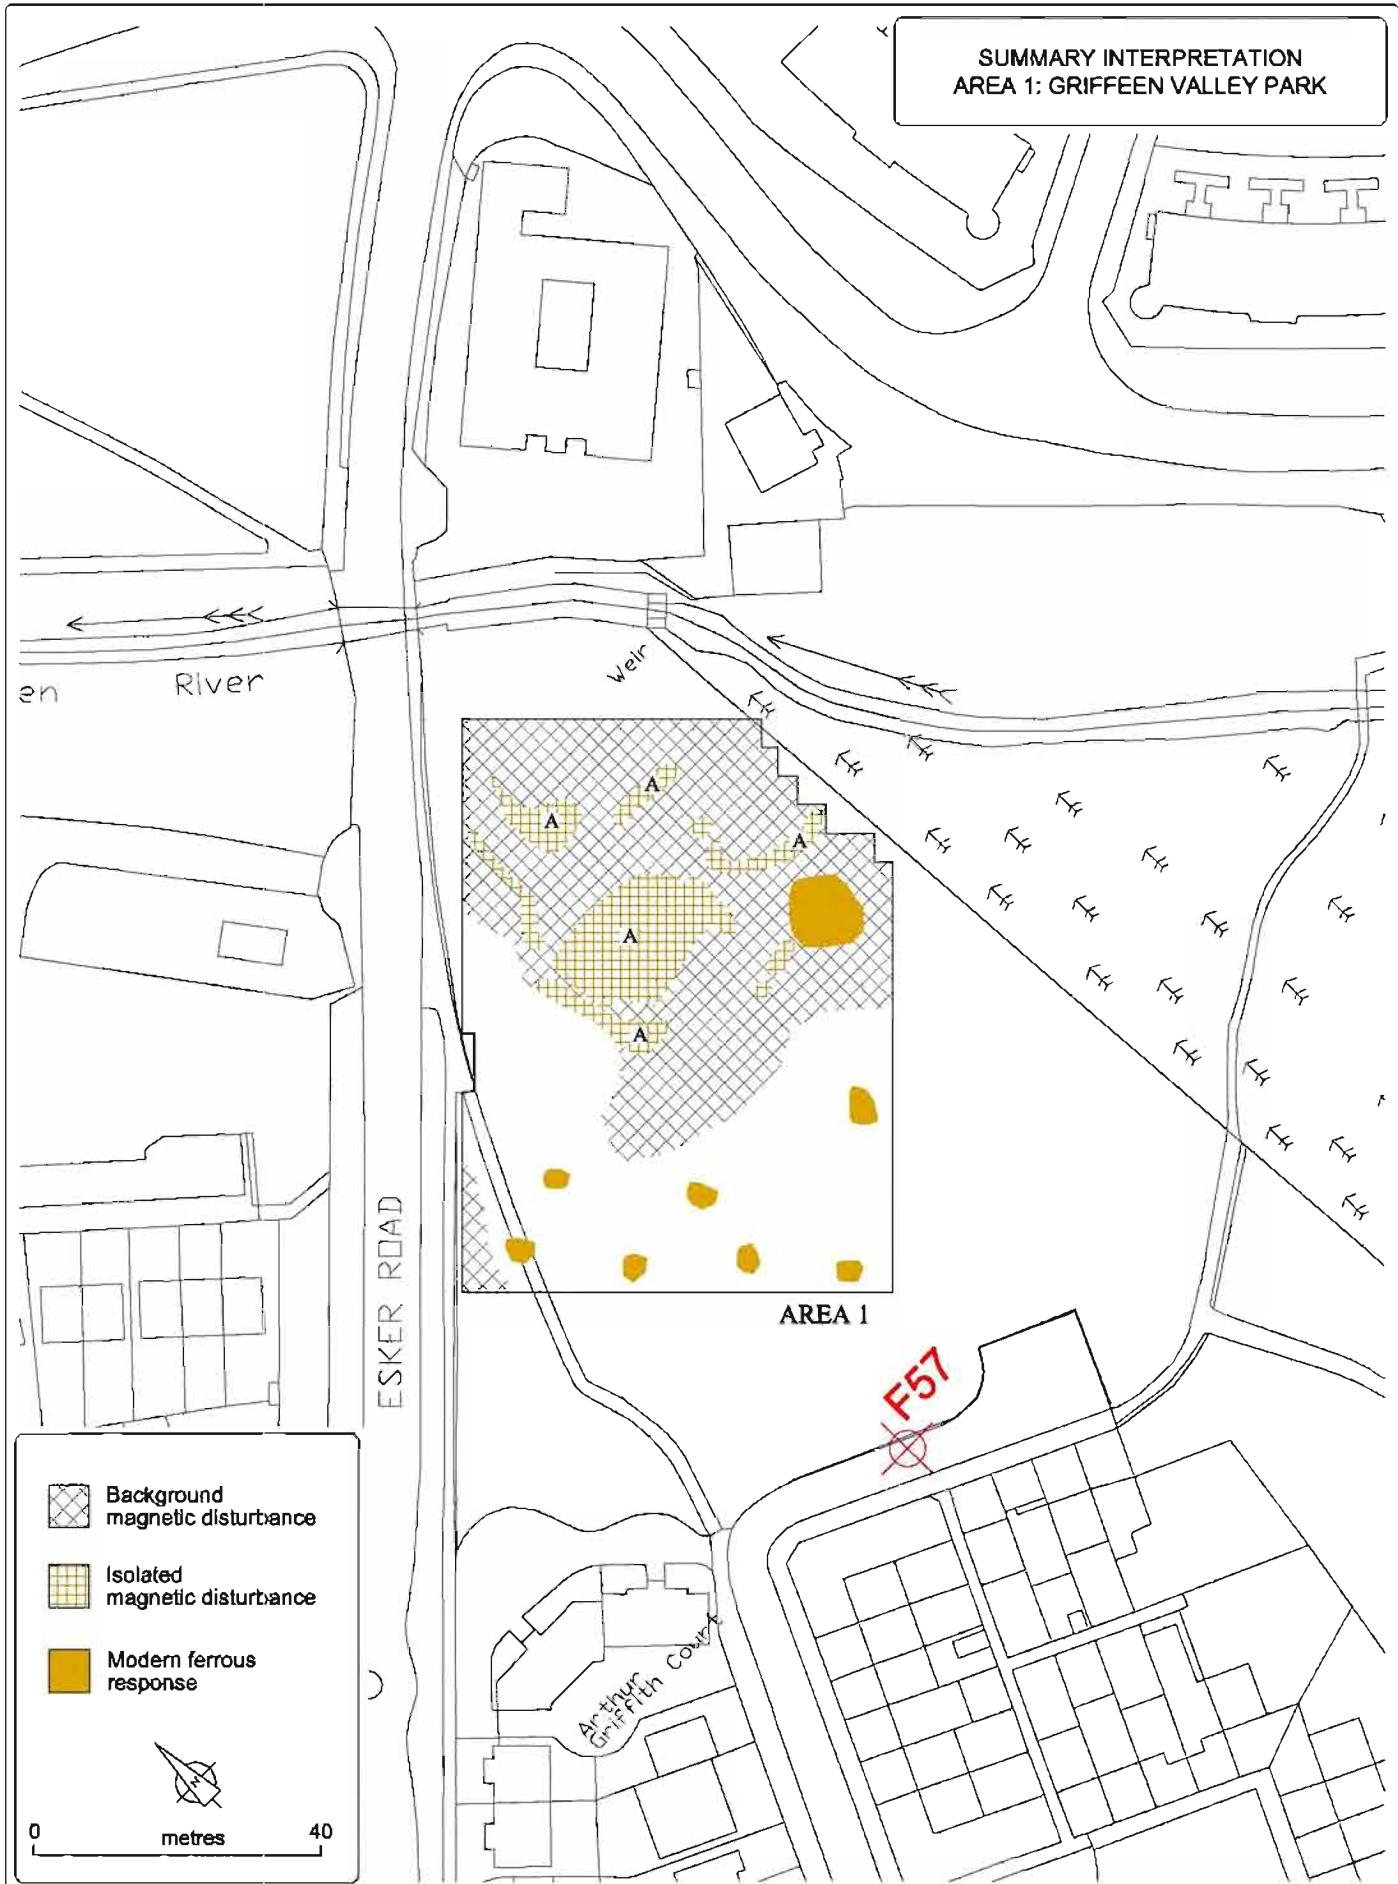 SUMMARY INTERPRETATION
AREA 1: GRIFFEEN VALLEY PARK
Weir
en River
A
A
A
A
A
AREA 1
ESKER ROAD
F57
Arthur
Griffith Court
Background
magnetic disturbance
Isolated
magnetic disturbance
Modern ferrous
response
N
0 metres 40